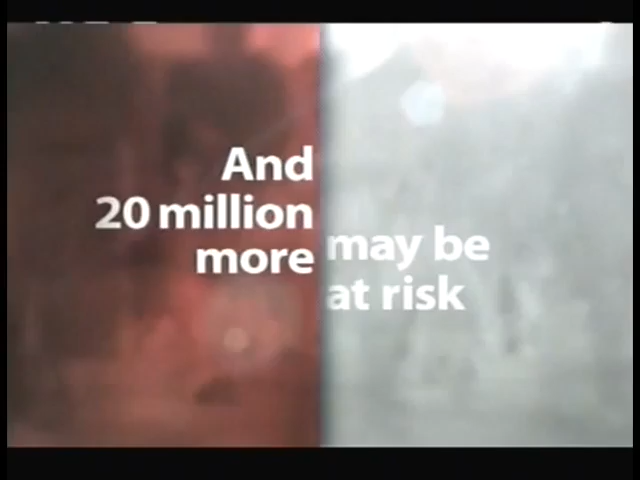 And
20 million
more
may be
at risk